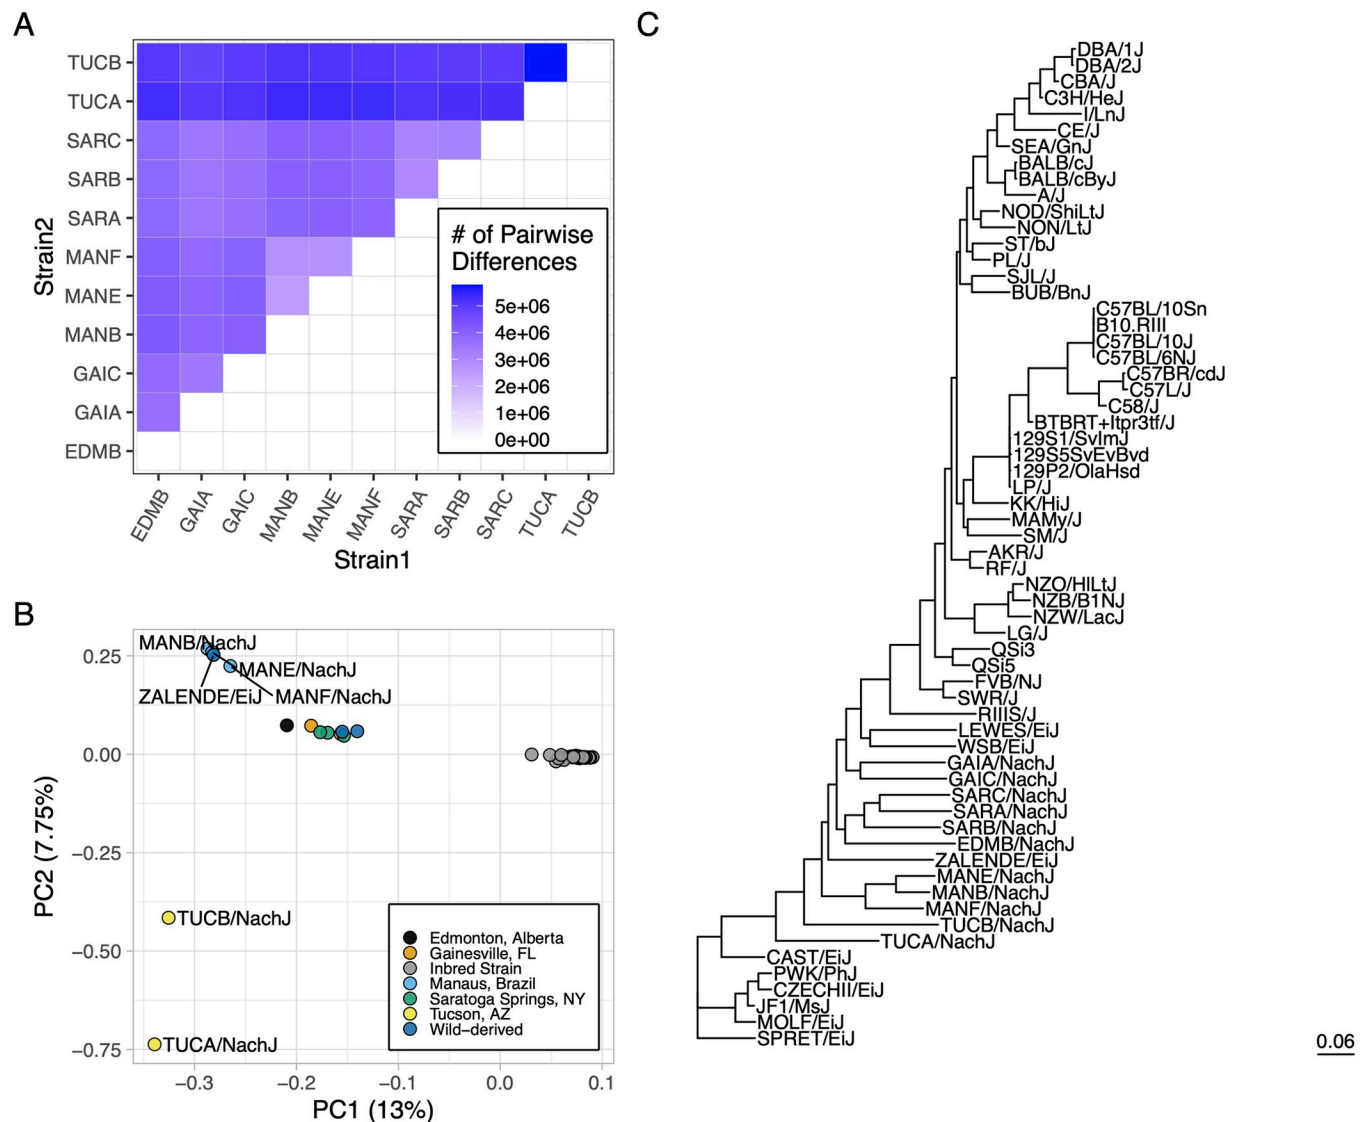 A
TUCB
TUCA
SARC
SARB
SARA
MANF
MANE
MANB
GAIC
GAIA
EDMB
Strain2
# of Pairwise
Differences
5e+06
4e+06
3e+06
2e+06
1e+06
0e+00
EDMB
GAIA
GAIC
MANB
MANE
MANF
SARA
SARB
SARC
TUCA
TUCB
Strain1
B
MANB/NachJ
MANE/NachJ
ZALENDE/EiJ
MANF/NachJ
TUCB/NachJ
TUCA/NachJ
0.25
0.00
−0.25
−0.50
−0.75
PC2 (7.75%)
Edmonton, Alberta
Gainesville, FL
Inbred Strain
Manaus, Brazil
Saratoga Springs, NY
Tucson, AZ
Wild−derived
−0.3
−0.2
−0.1
0.0
0.1
PC1 (13%)
C
DBA/1J
DBA/2J
CBA/J
C3H/HeJ
I/LnJ
CE/J
SEA/GnJ
BALB/cJ
BALB/cByJ
A/J
NOD/ShiLtJ
NON/LtJ
ST/bJ
PL/J
SJL/J
BUB/BnJ
C57BL/10Sn
B10.RIII
C57BL/10J
C57BL/6NJ
C57BR/cdJ
C57L/J
C58/J
BTBRT+Itpr3tf/J
129S1/SvImJ
129S5SvEvBvd
129P2/OlaHsd
LP/J
KK/HiJ
MAMy/J
SM/J
AKR/J
RF/J
NZO/HlLtJ
NZB/B1NJ
NZW/LacJ
LG/J
QSi3
QSi5
FVB/NJ
SWR/J
RIIIS/J
LEWES/EiJ
WSB/EiJ
GAIA/NachJ
GAIC/NachJ
SARC/NachJ
SARA/NachJ
SARB/NachJ
EDMB/NachJ
ZALENDE/EiJ
MANE/NachJ
MANB/NachJ
MANF/NachJ
TUCB/NachJ
TUCA/NachJ
CAST/EiJ
PWK/PhJ
CZECHII/EiJ
JF1/MsJ
MOLF/EiJ
SPRET/EiJ
0.06